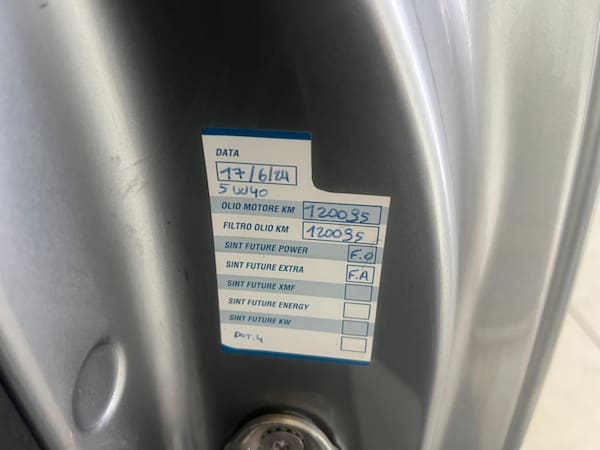 DATA
17/6/24
5W40
OLIO MOTORE KM 120095
FILTRO OLIO KM 120095
SINT FUTURE POWER F.O
SINT FUTURE EXTRA F.A
SINT FUTURE XMF
SINT FUTURE ENERGY
SINT FUTURE KW
DOT.4